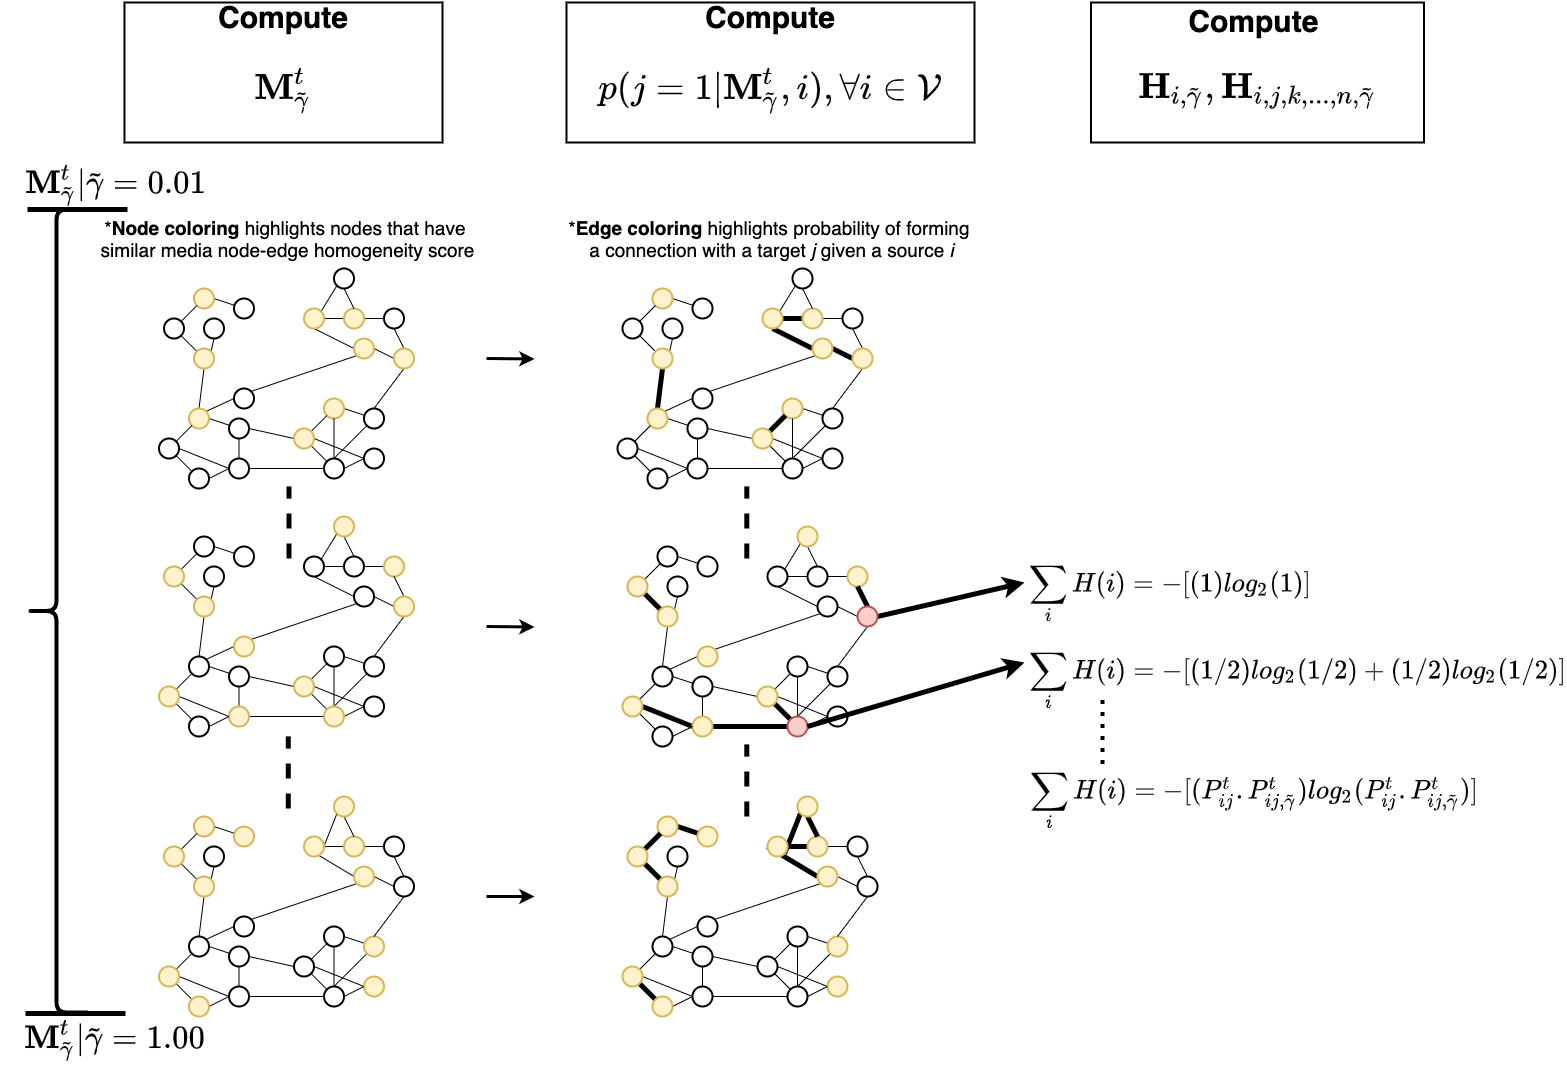 Compute
$\mathbf{M}^t_{\tilde{\gamma}}$
Compute
$p(j = 1|\mathbf{M}^t_{\tilde{\gamma}}, i), \forall i \in \mathcal{V}$
Compute
$\mathbf{H}_{i,\tilde{\gamma}}, \mathbf{H}_{i,j,k,...,n,\tilde{\gamma}}$
$\mathbf{M}^t_{\tilde{\gamma}}|\tilde{\gamma} = 0.01$
*Node coloring highlights nodes that have
similar media node-edge homogeneity score
*Edge coloring highlights probability of forming
a connection with a target j given a source i
$\sum_i H(i) = -[(1)log_2(1)]$
$\sum_i H(i) = -[(1/2)log_2(1/2) + (1/2)log_2(1/2)]$
$\sum_i H(i) = -[(P^t_{ij}.P^t_{ij,\tilde{\gamma}})log_2(P^t_{ij}.P^t_{ij,\tilde{\gamma}})]$
$\mathbf{M}^t_{\tilde{\gamma}}|\tilde{\gamma} = 1.00$